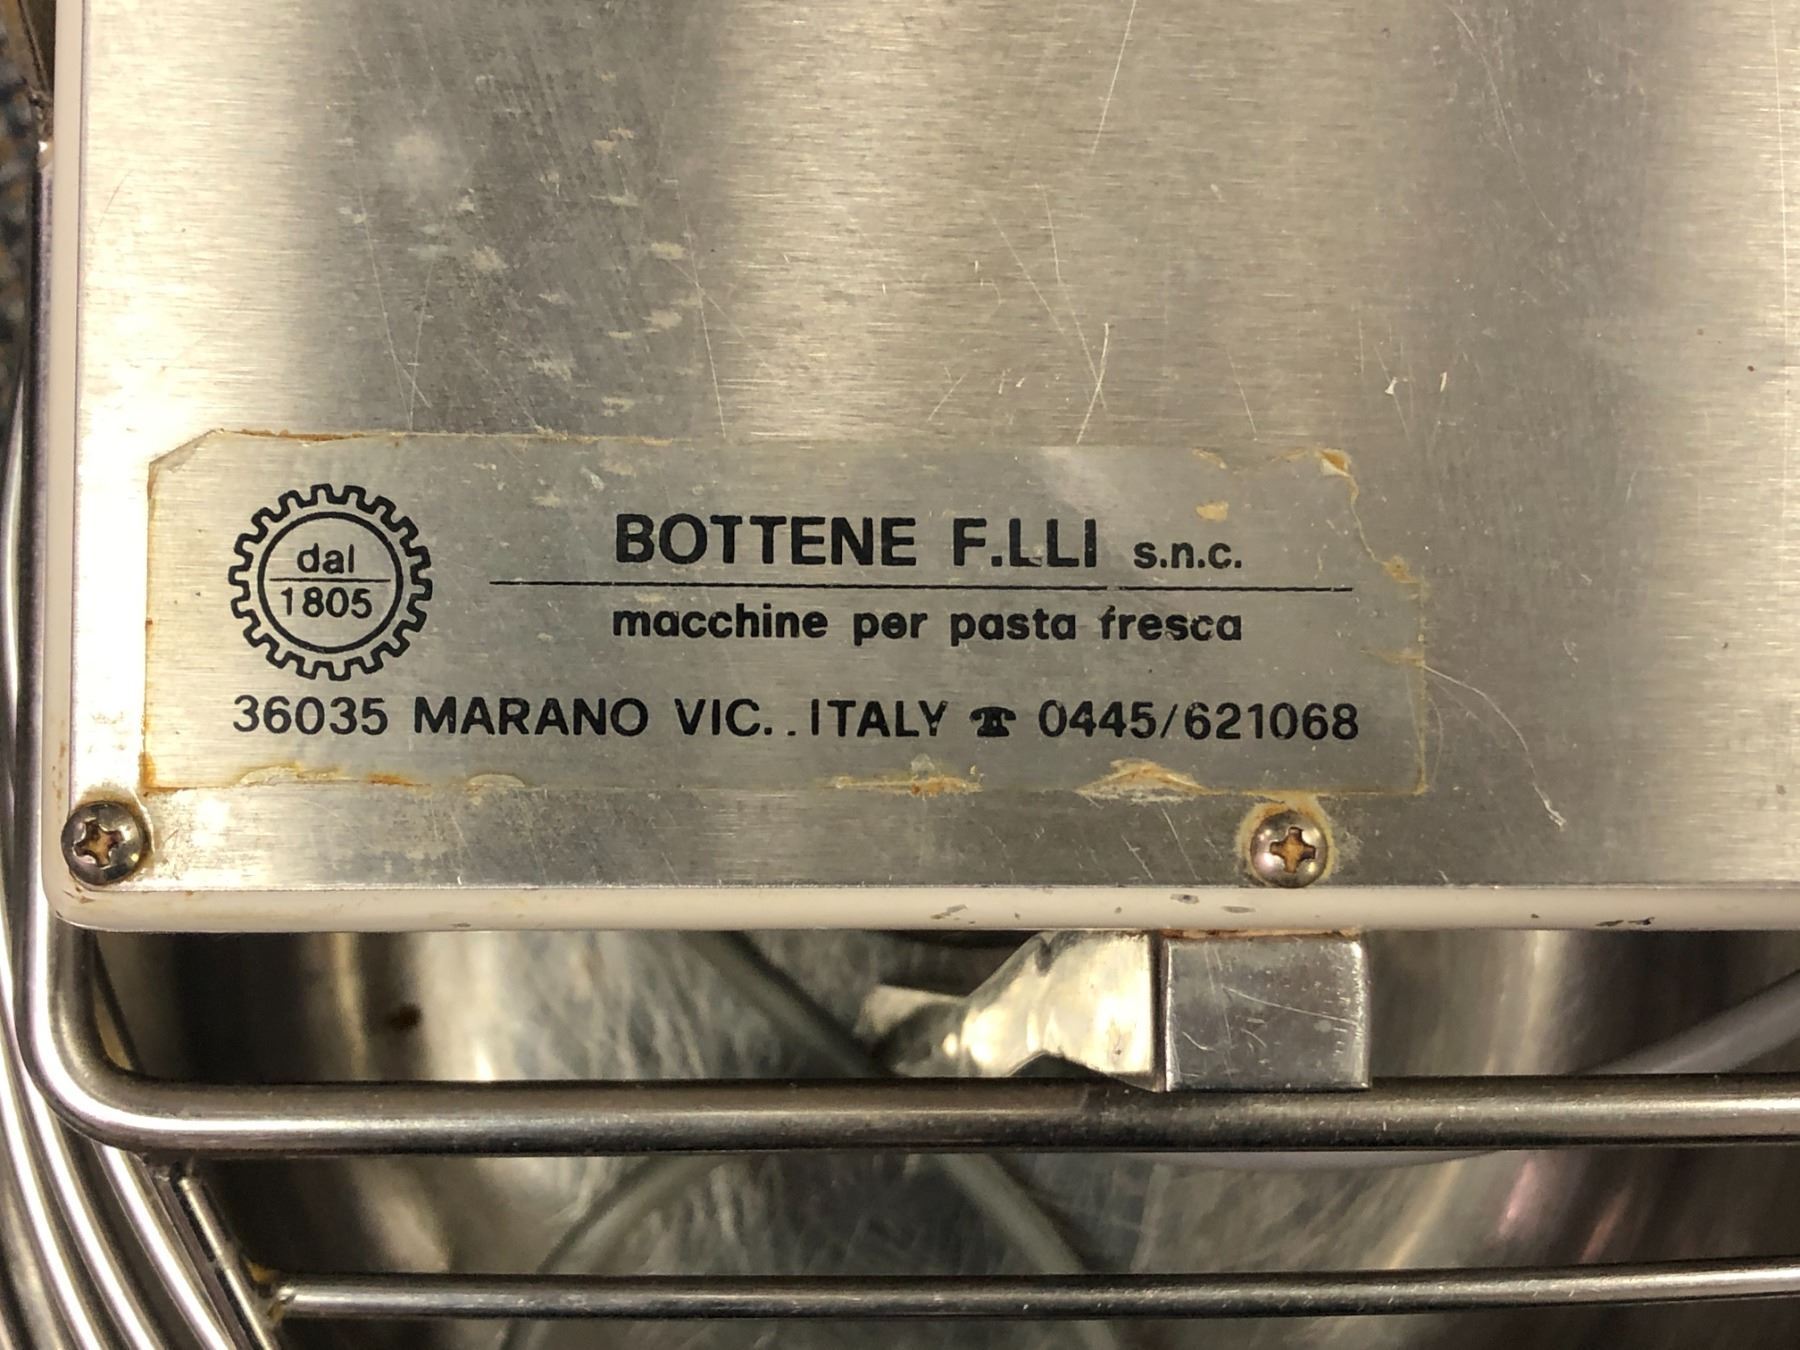 dal
1805
BOTTENE F.LLI s.n.c.
macchine per pasta fresca
36035 MARANO VIC.. ITALY ☎ 0445/621068